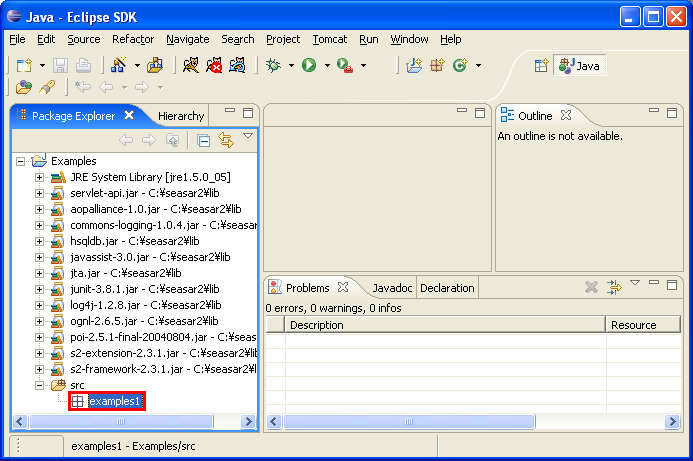 Java - Eclipse SDK
File Edit Source Refactor Navigate Search Project Tomcat Run Window Help
Java
Package Explorer Hierarchy
Outline
An outline is not available.
Examples
JRE System Library [jre1.5.0_05]
servlet-api.jar - C:¥seasar2¥lib
aopalliance-1.0.jar - C:¥seasar2¥lib
commons-logging-1.0.4.jar - C:¥seasar2¥lib
hsqldb.jar - C:¥seasar2¥lib
javassist-3.0.jar - C:¥seasar2¥lib
jta.jar - C:¥seasar2¥lib
junit-3.8.1.jar - C:¥seasar2¥lib
log4j-1.2.8.jar - C:¥seasar2¥lib
ognl-2.6.5.jar - C:¥seasar2¥lib
poi-2.5.1-final-20040804.jar - C:¥seasar2¥lib
s2-extension-2.3.1.jar - C:¥seasar2¥lib
s2-framework-2.3.1.jar - C:¥seasar2¥lib
src
examples1
Problems Javadoc Declaration
0 errors, 0 warnings, 0 infos
Description Resource
examples1 - Examples/src